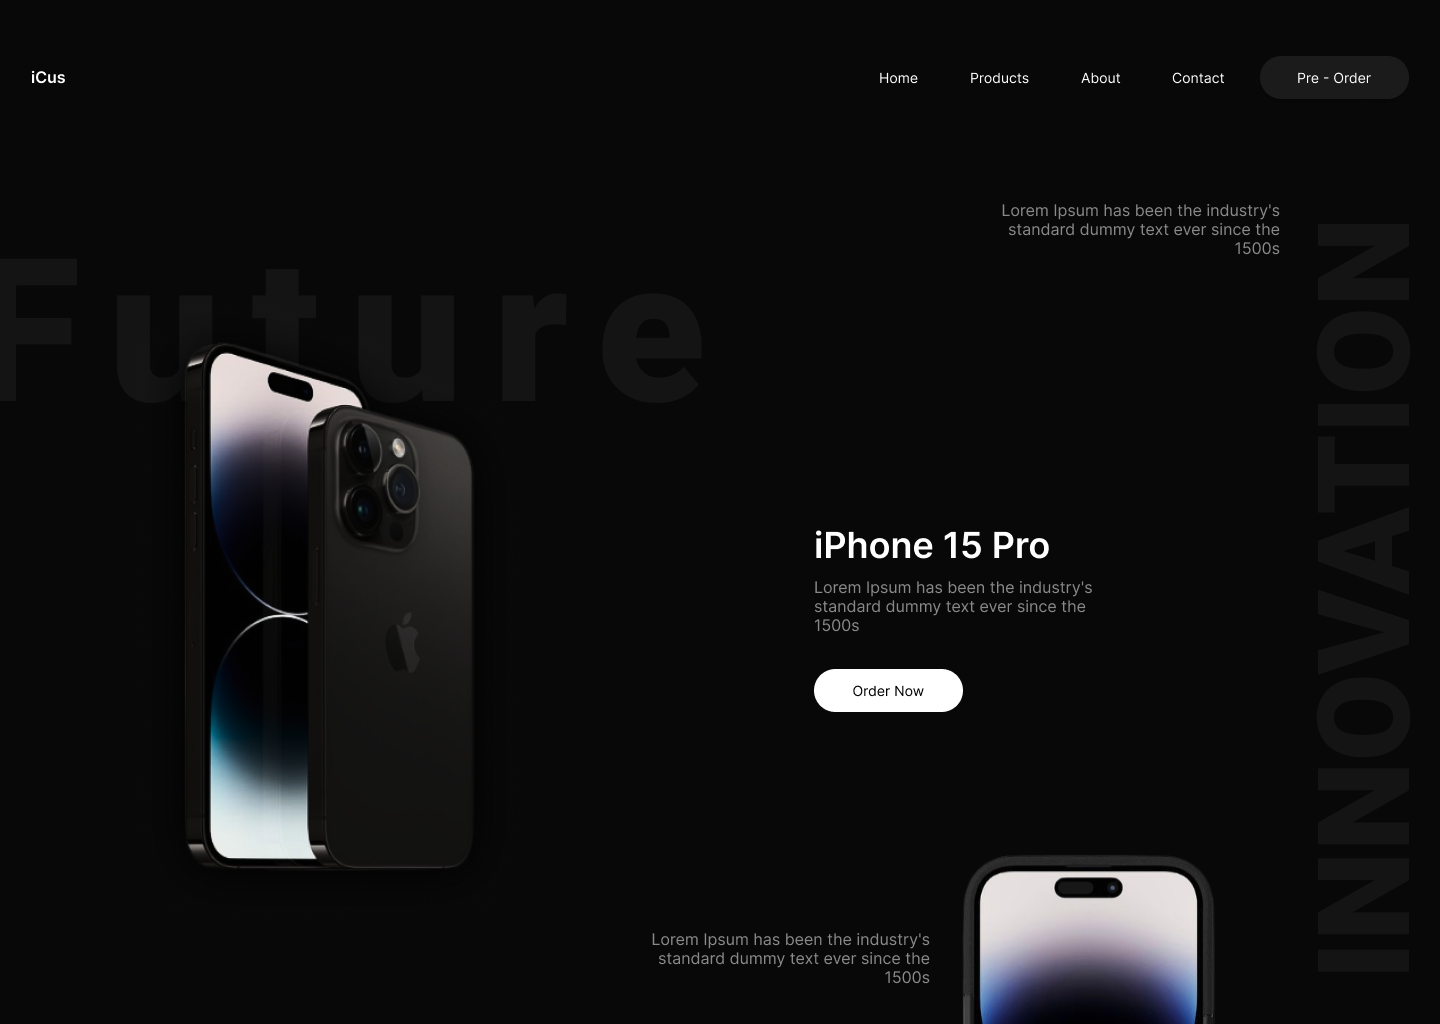 iCus
Home
Products
About
Contact
Pre - Order
Lorem Ipsum has been the industry's
standard dummy text ever since the
1500s
Future
INNOVATION
iPhone 15 Pro
Lorem Ipsum has been the industry's
standard dummy text ever since the
1500s
Order Now
Lorem Ipsum has been the industry's
standard dummy text ever since the
1500s